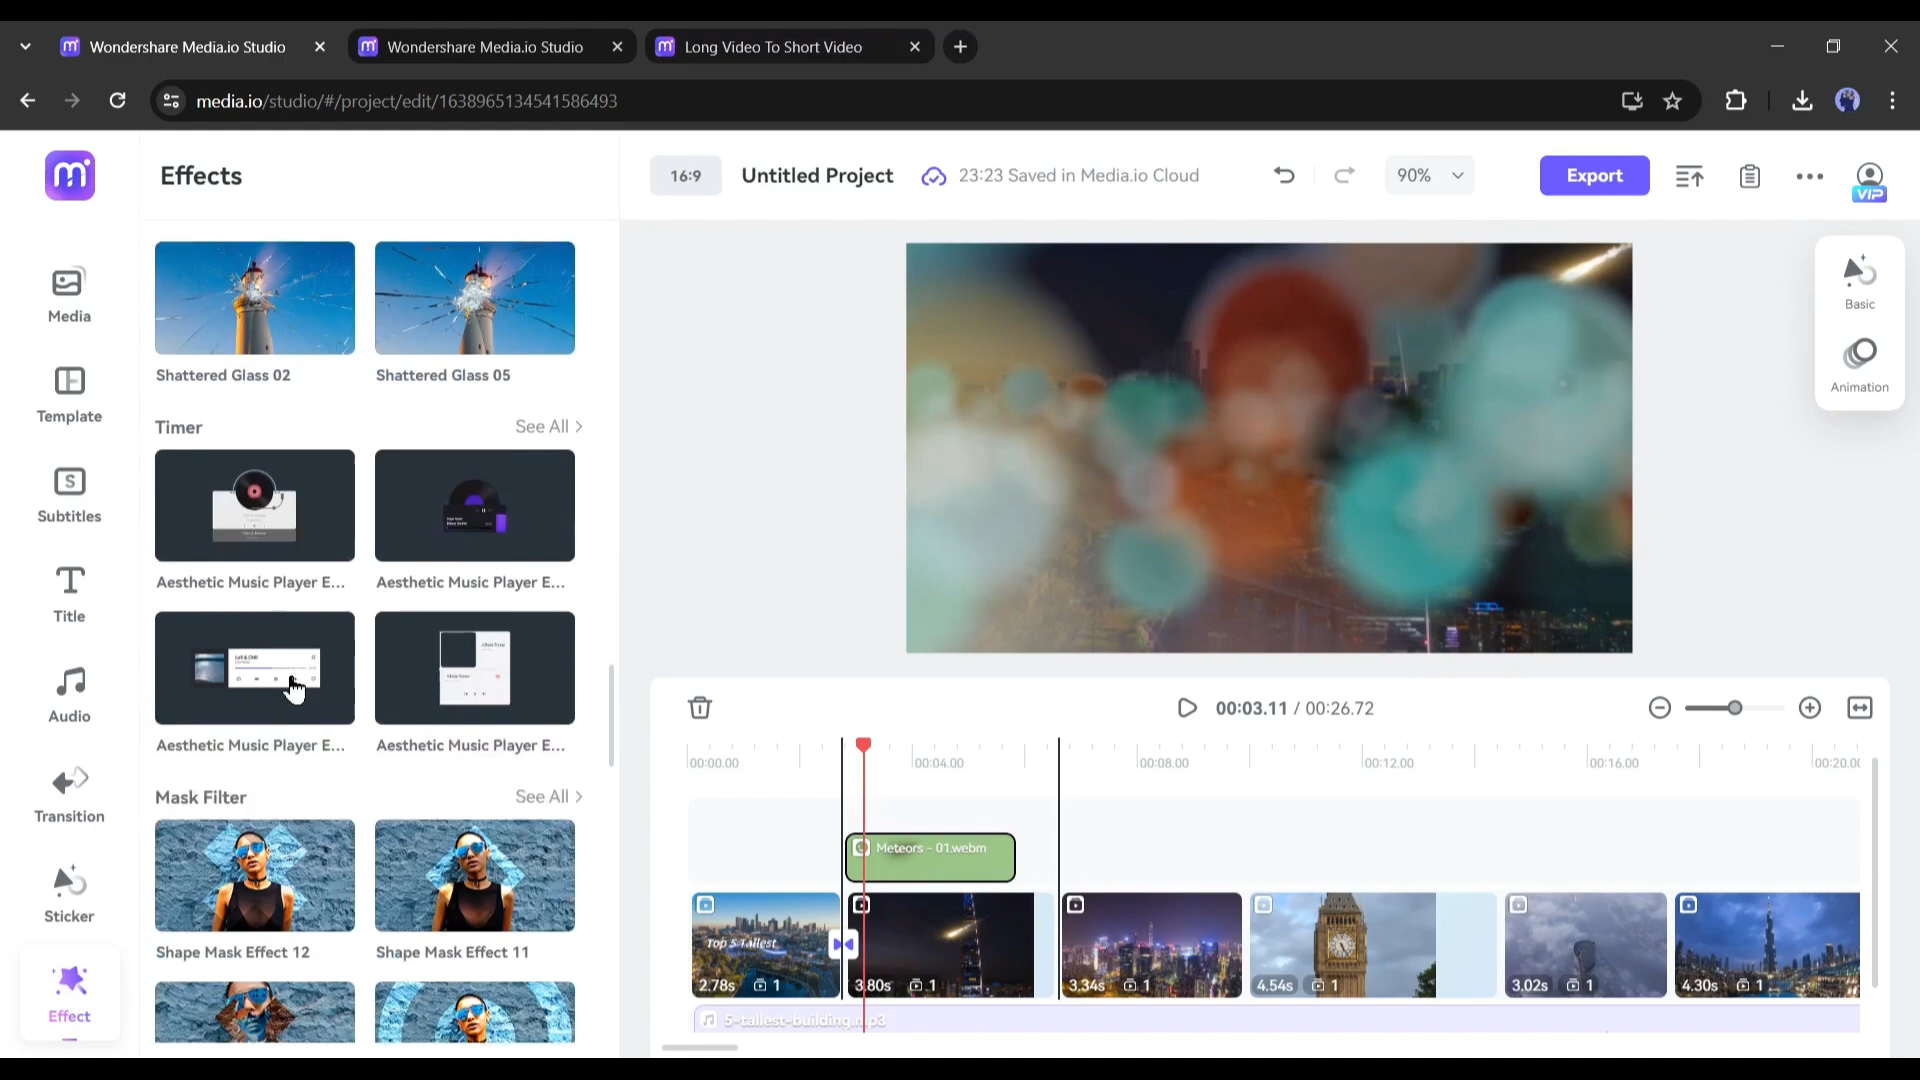 Wondershare Media.io Studio
Wondershare Media.io Studio
Long Video To Short Video
media.io/studio/#/project/edit/1638965134541586493
Effects
16:9
Untitled Project
23:23 Saved in Media.io Cloud
90%
Export
VIP
Media
Template
Subtitles
Title
Audio
Transition
Sticker
Effect
Shattered Glass 02
Shattered Glass 05
Timer
See All >
Aesthetic Music Player E...
Aesthetic Music Player E...
Aesthetic Music Player E...
Aesthetic Music Player E...
Mask Filter
See All >
Shape Mask Effect 12
Shape Mask Effect 11
Basic
Animation
00:03.11 / 00:26.72
00:00.00
00:04.00
00:08.00
00:12.00
00:16.00
Meteors - 01.webm
Top 5 Tallest
2.78s
1
3.80s
1
3.34s
1
4.54s
1
3.02s
1
4.30s
1
5-tallest-building.mp3